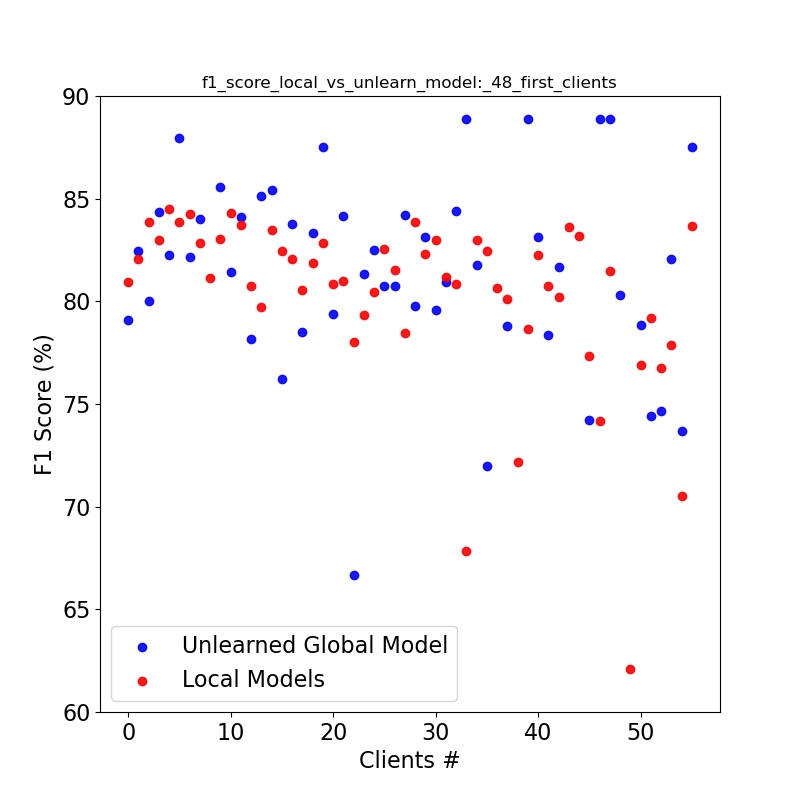 f1_score_local_vs_unlearn_model:_48_first_clients
90
85
80
75
70
65
60
F1 Score (%)
Unlearned Global Model
Local Models
0 10 20 30 40 50
Clients #